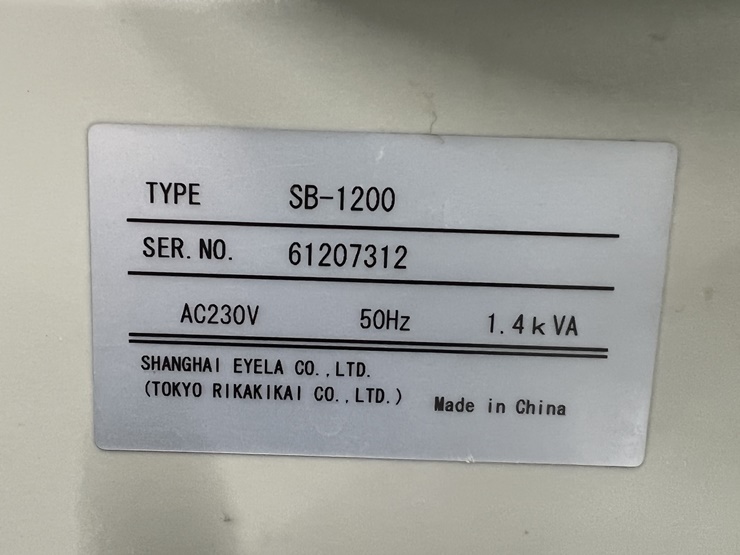 TYPE SB-1200
SER. NO. 61207312
AC230V 50Hz 1.4kVA
SHANGHAI EYELA CO.,LTD.
(TOKYO RIKAKIKAI CO.,LTD.) Made in China